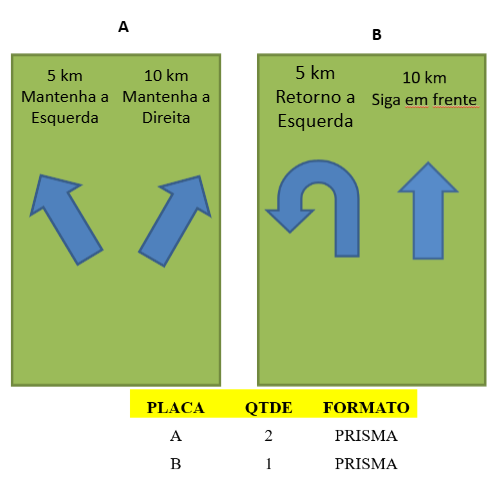 A
5 km
Mantenha a
Esquerda
10 km
Mantenha a
Direita
B
5 km
Retorno a
Esquerda
10 km
Siga em frente
PLACA QTDE FORMATO
A 2 PRISMA
B 1 PRISMA